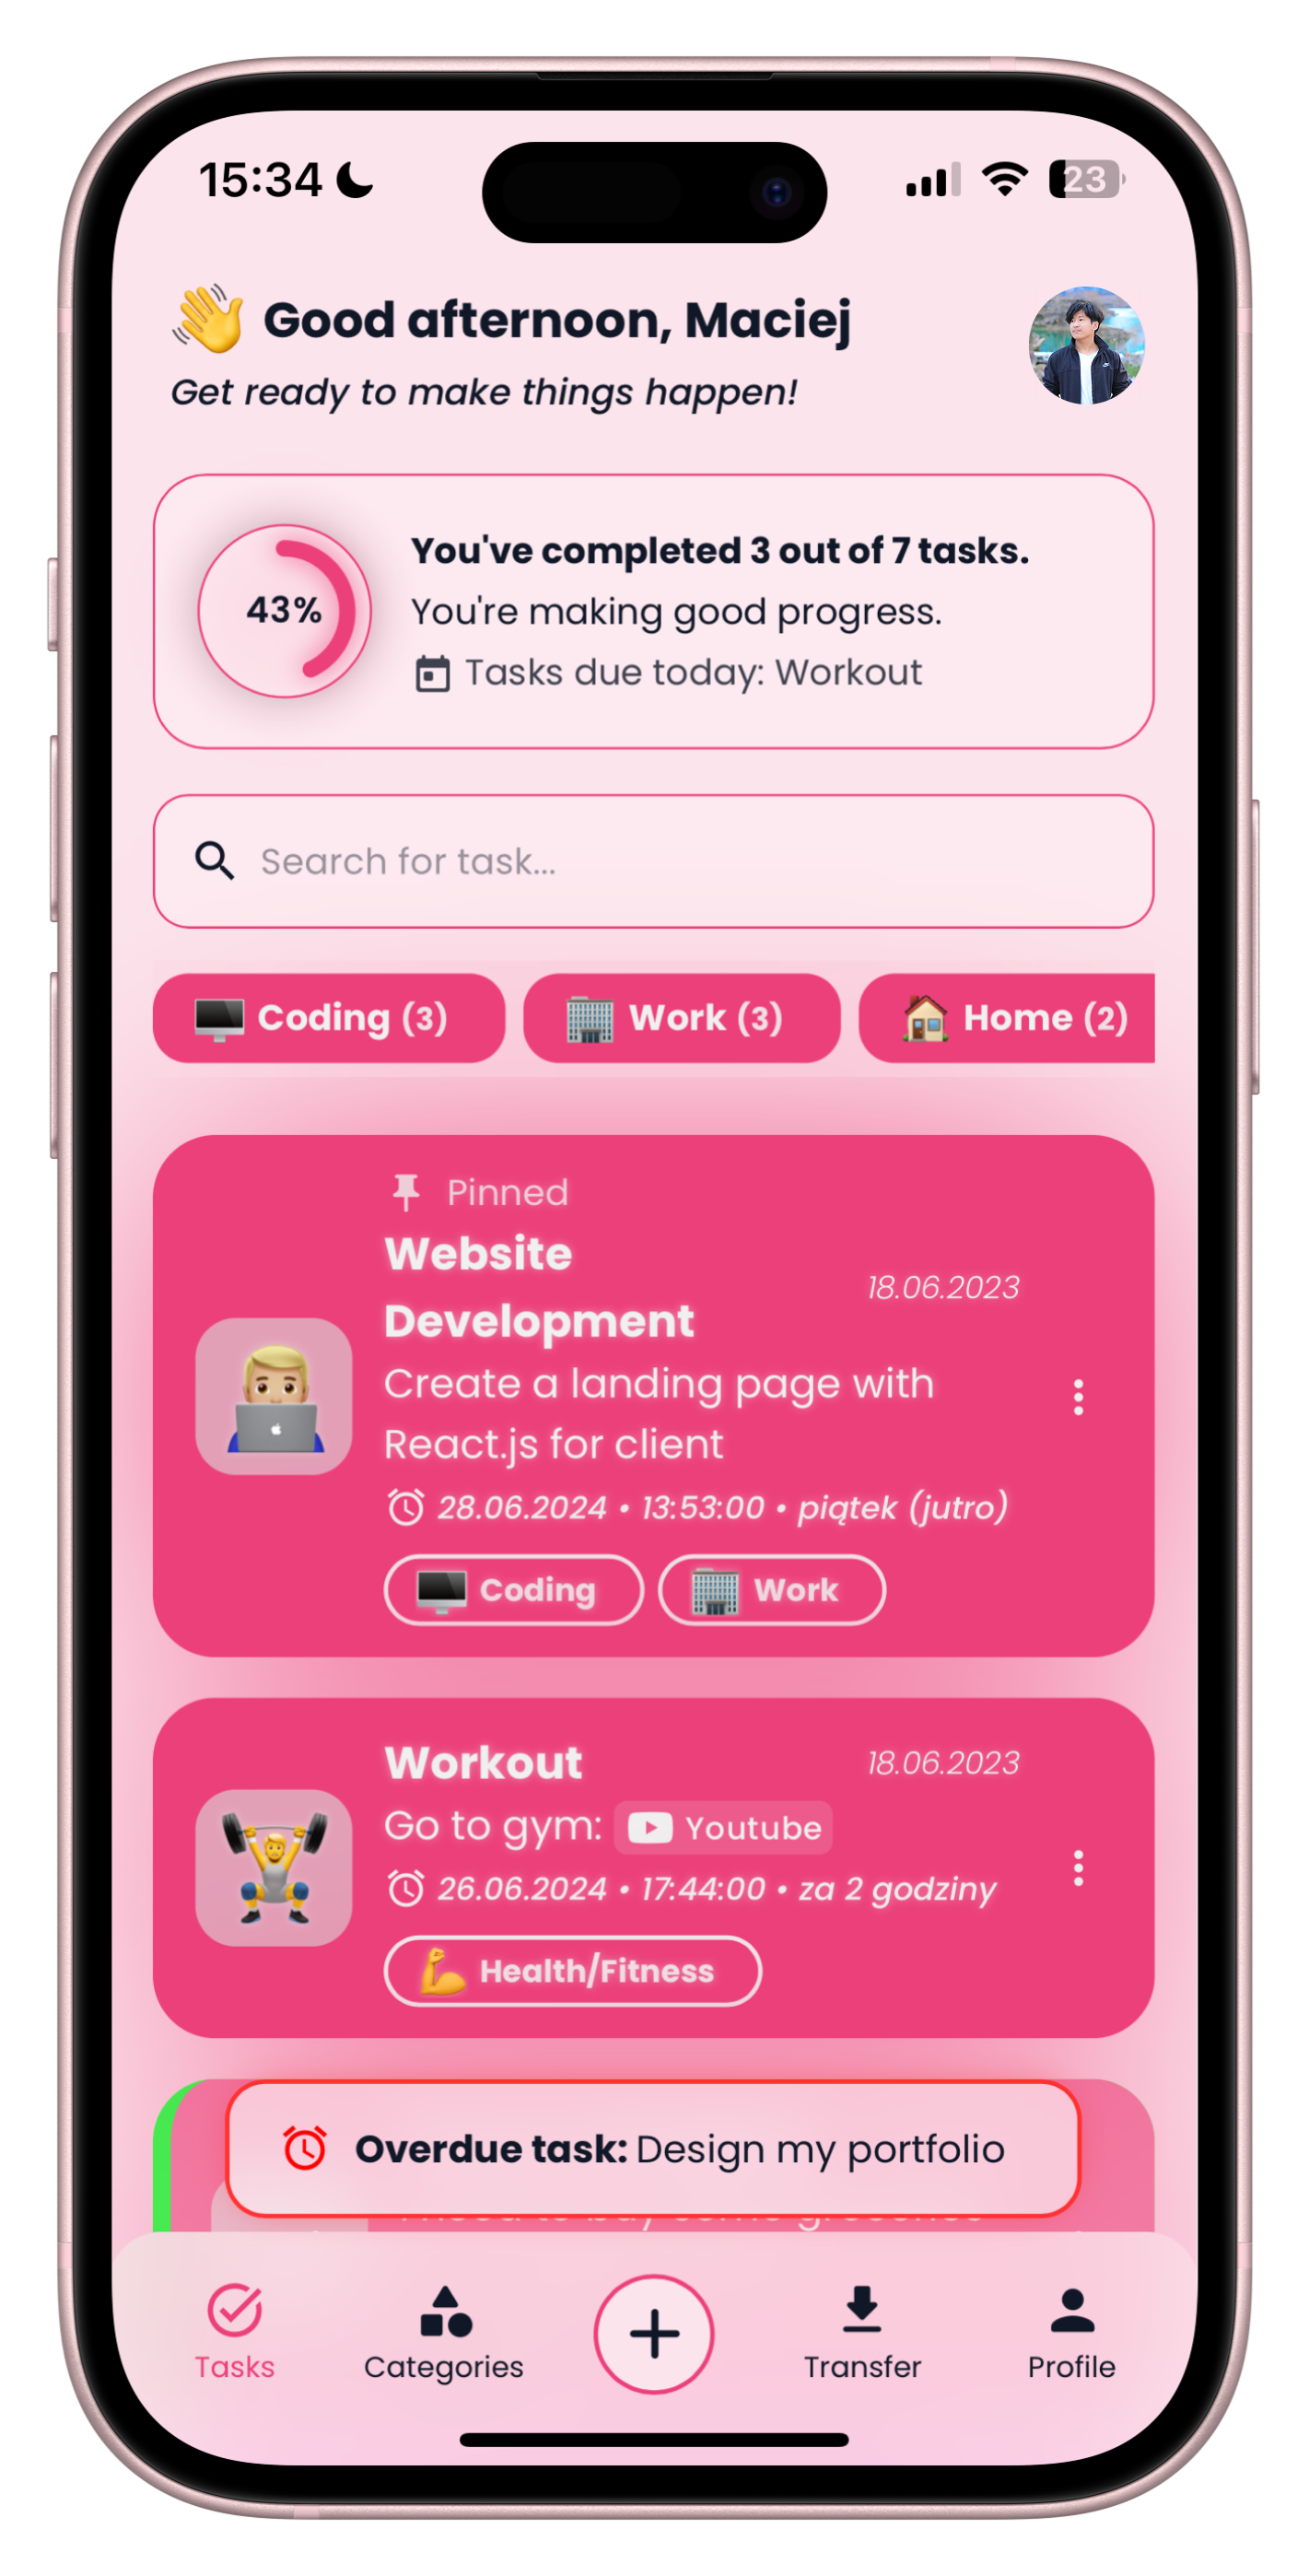 15:34
23
Good afternoon, Maciej
Get ready to make things happen!
43%
You've completed 3 out of 7 tasks.
You're making good progress.
Tasks due today: Workout
Search for task...
Coding (3)
Work (3)
Home (2)
Pinned
Website
Development
18.06.2023
Create a landing page with
React.js for client
28.06.2024 • 13:53:00 • piątek (jutro)
Coding
Work
Workout
18.06.2023
Go to gym: Youtube
26.06.2024 • 17:44:00 • za 2 godziny
Health/Fitness
Overdue task: Design my portfolio
Tasks
Categories
Transfer
Profile